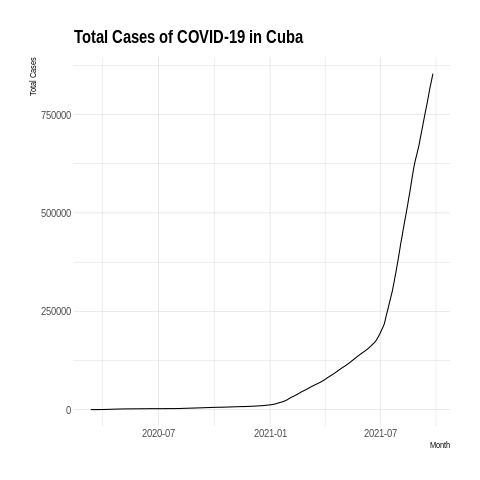 Total Cases of COVID-19 in Cuba
Total Cases
750000
500000
250000
0
2020-07
2021-01
2021-07
Month